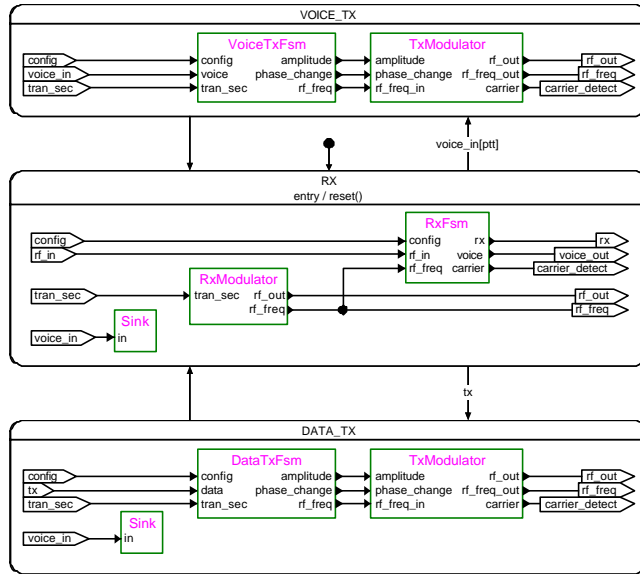 VOICE_TX
VoiceTxFsm TxModulator
config config amplitude amplitude rf_out rf_out
voice_in voice phase_change phase_change rf_freq_out rf_freq
tran_sec tran_sec rf_freq rf_freq_in carrier carrier_detect
voice_in[ptt]
RX
entry / reset()
RxFsm
config config rx rx
rf_in rf_in voice voice_out
rf_freq carrier carrier_detect
RxModulator
tran_sec tran_sec rf_out rf_out
rf_freq rf_freq
Sink
voice_in in
tx
DATA_TX
DataTxFsm TxModulator
config config amplitude amplitude rf_out rf_out
tx data phase_change phase_change rf_freq_out rf_freq
tran_sec tran_sec rf_freq rf_freq_in carrier carrier_detect
Sink
voice_in in